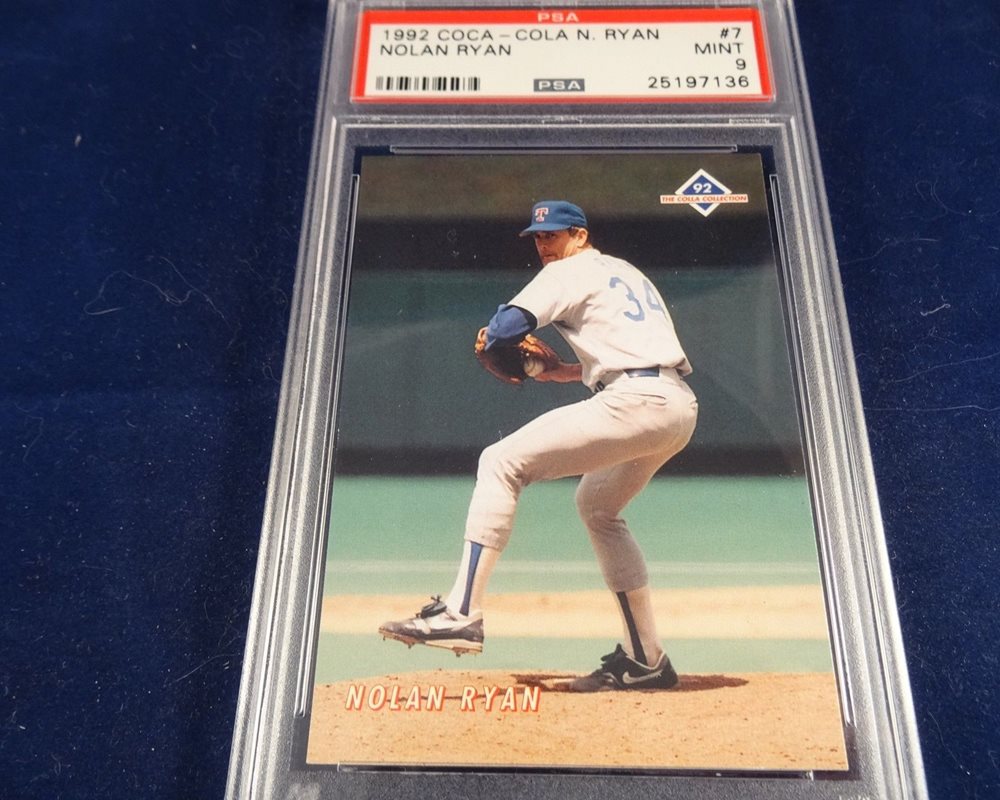 PSA
1992 COCA-COLA N. RYAN #7
NOLAN RYAN MINT
9
PSA 25197136
92
THE COLLA COLLECTION
T
34
NOLAN RYAN